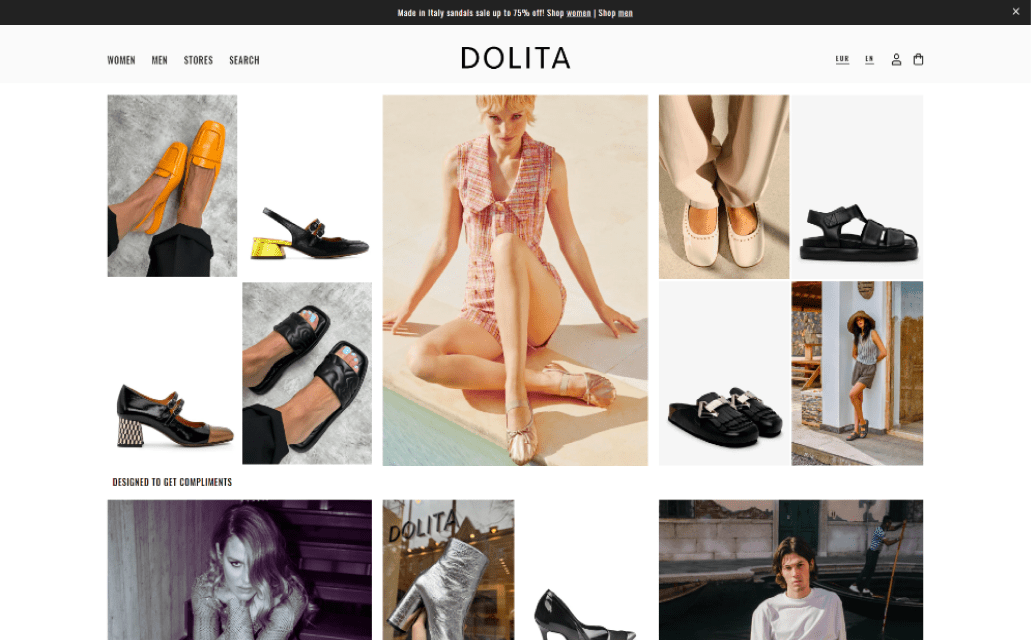 Made in Italy sandals sale up to 75% off! Shop women | Shop men
WOMEN MEN STORES SEARCH
DOLITA
EUR EN
DESIGNED TO GET COMPLIMENTS
DOLITA